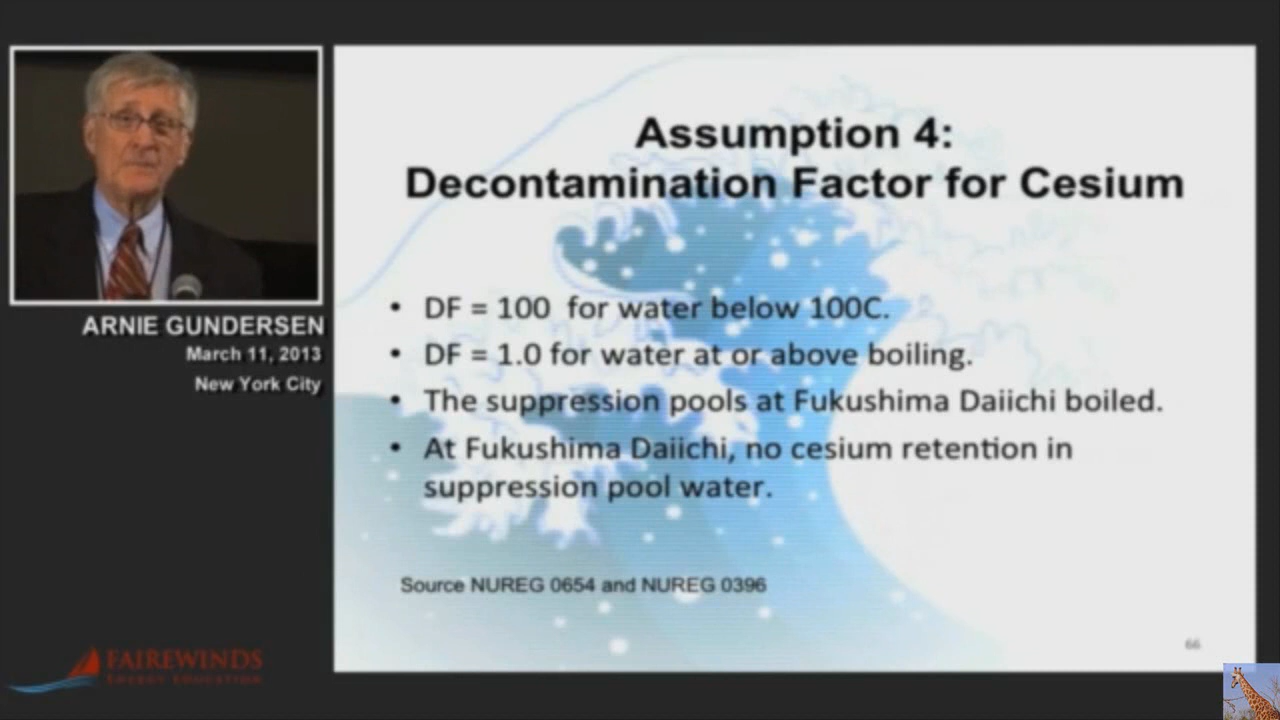 ARNIE GUNDERSEN
March 11, 2013
New York City
FAIREWINDS
ENERGY EDUCATION
Assumption 4:
Decontamination Factor for Cesium
• DF = 100 for water below 100C.
• DF = 1.0 for water at or above boiling.
• The suppression pools at Fukushima Daiichi boiled.
• At Fukushima Daiichi, no cesium retention in
suppression pool water.
Source NUREG 0654 and NUREG 0396
66